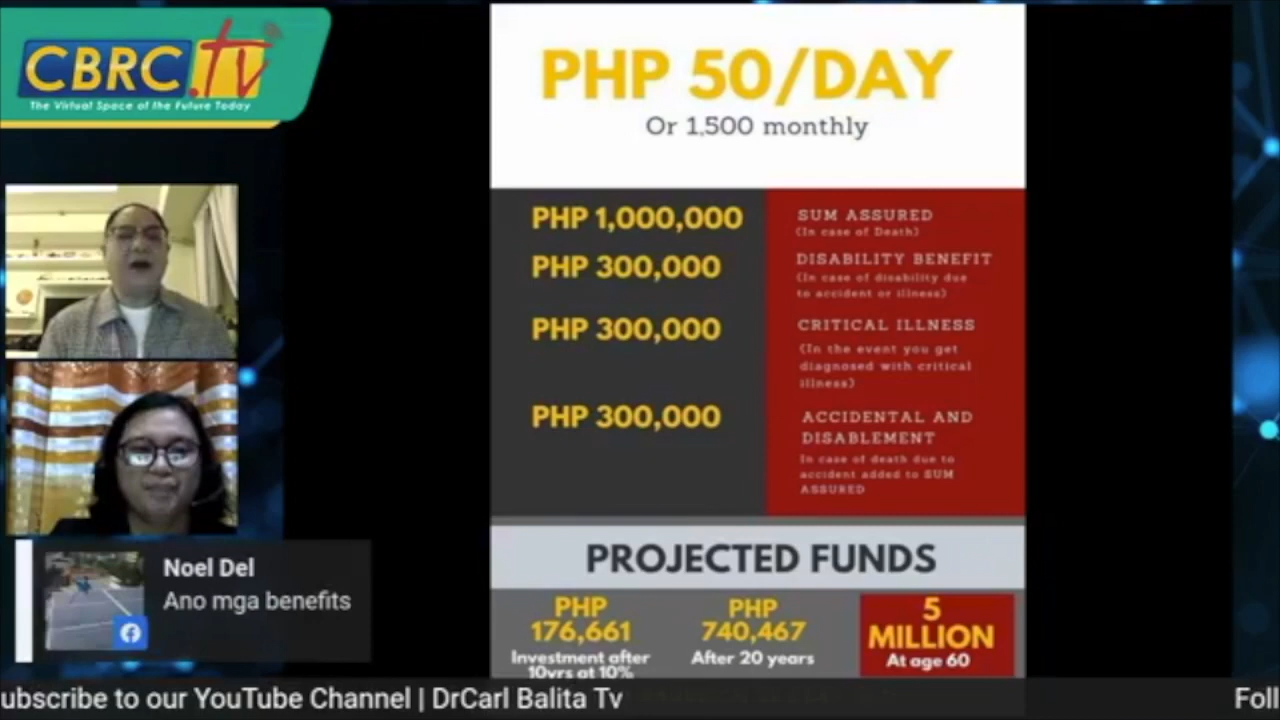 CBRC.tv
The Virtual Space of the Future Today
PHP 50/DAY
Or 1,500 monthly
PHP 1,000,000
SUM ASSURED
(In case of Death)
PHP 300,000
DISABILITY BENEFIT
(In case of disability due
to accident or illness)
PHP 300,000
CRITICAL ILLNESS
(In the event you get
diagnosed with critical
illness)
PHP 300,000
ACCIDENTAL AND
DISABLEMENT
In case of death due to
accident added to SUM
ASSURED
PROJECTED FUNDS
PHP
176,661
Investment after
10yrs at 10%
PHP
740,467
After 20 years
5
MILLION
At age 60
Noel Del
Ano mga benefits
ubscribe to our YouTube Channel | DrCarl Balita Tv
Foll